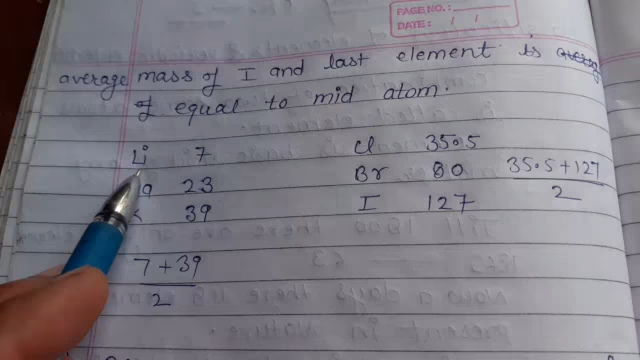 PAGE NO.:
DATE: / /
average mass of I and last element is
of equal to mid atom.
Li 7 Cl 35.5
23 Br 80 35.5+127 / 2
39 I 127
7 + 39 / 2